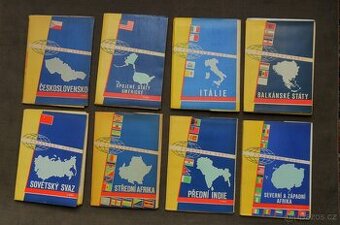 ČESKOSLOVENSKO
SPOJENÉ STÁTY
AMERICKÉ
ITALIE
BALKÁNSKÉ STÁTY
SOVĚTSKÝ SVAZ
STŘEDNÍ AFRIKA
PŘEDNÍ INDIE
SEVERNÍ A ZÁPADNÍ
AFRIKA